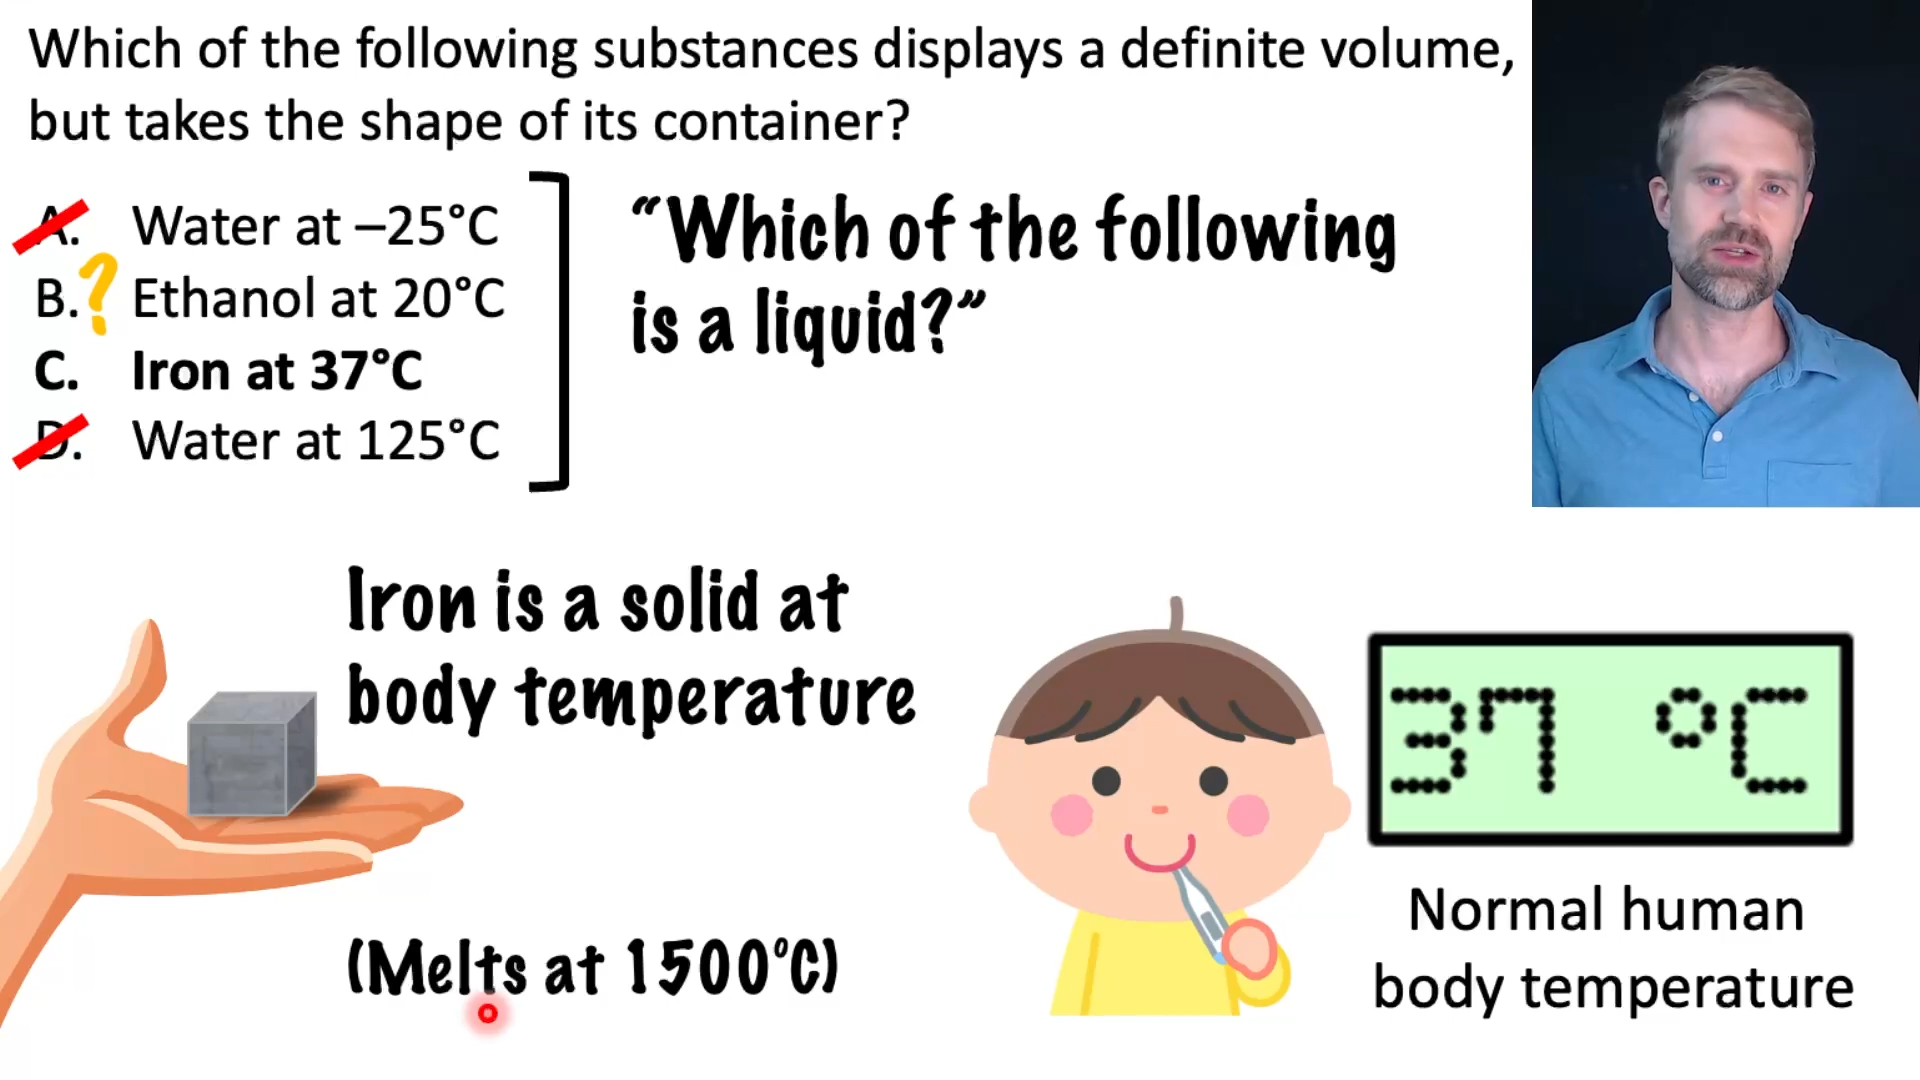 Which of the following substances displays a definite volume,
but takes the shape of its container?
A. Water at –25°C
B. ? Ethanol at 20°C
C. Iron at 37°C
D. Water at 125°C
“Which of the following
is a liquid?”
Iron is a solid at
body temperature
(Melts at 1500°C)
37 °C
Normal human
body temperature